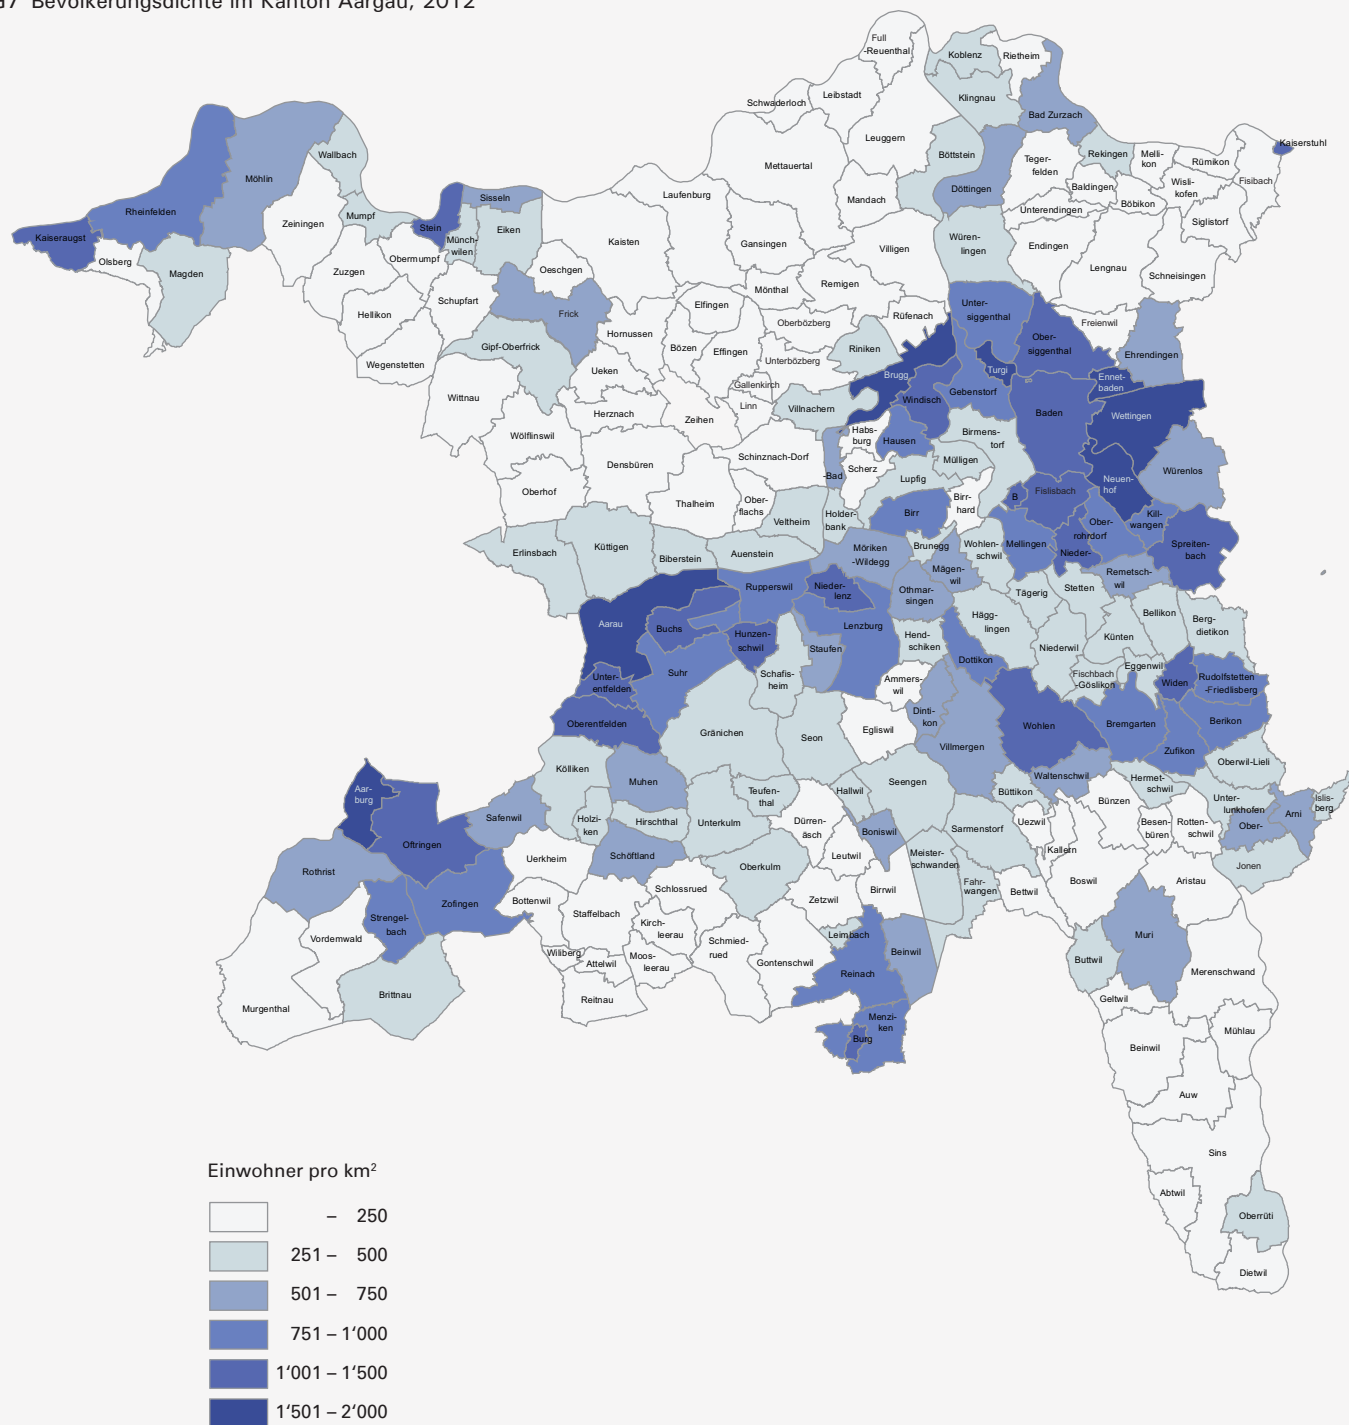 G7 Bevölkerungsdichte im Kanton Aargau, 2012
Full
-Reuenthal
Koblenz
Rietheim
Schwaderloch
Leibstadt
Klingnau
Bad Zurzach
Leuggern
Kaiserstuhl
Wallbach
Mettauertal
Böttstein
Teger-
felden
Rekingen
Melli-
kon
Rümikon
Möhlin
Laufenburg
Mandach
Döttingen
Baldingen
Wisli-
kofen
Fisibach
Böbikon
Sisseln
Rheinfelden
Mumpf
Zeiningen
Stein
Eiken
Unterendingen
Siglistorf
Kaiseraugst
Münch-
wilen
Kaisten
Gansingen
Villigen
Würen-
lingen
Endingen
Olsberg
Magden
Zuzgen
Obermumpf
Oeschgen
Lengnau
Schneisingen
Mönthal
Remigen
Hellikon
Schupfart
Frick
Elfingen
Unter-
siggenthal
Rüfenach
Freienwil
Oberbözberg
Hornussen
Ober-
siggenthal
Gipf-Oberfrick
Bözen
Effingen
Riniken
Ehrendingen
Wegenstetten
Unterbözberg
Ueken
Brugg
Turgi
Ennet-
baden
Gallenkirch
Wittnau
Gebenstorf
Linn
Villnachern
Windisch
Baden
Wettingen
Herznach
Zeihen
Wölflinswil
Habs-
burg
Hausen
Birmens-
torf
Schinznach-Dorf
Densbüren
Mülligen
Scherz
-Bad
Lupfig
Neuen-
hof
Würenlos
Oberhof
Thalheim
Ober-
flachs
Birr-
hard
B
Fislisbach
Veltheim
Holder-
bank
Birr
Kill-
wangen
Ober-
rohrdorf
Erlinsbach
Küttigen
Biberstein
Auenstein
Möriken
-Wildegg
Brunegg
Wohlen-
schwil
Mellingen
Nieder-
Spreiten-
bach
Mägen-
wil
Remetsch-
wil
Rupperswil
Nieder-
lenz
Othmar-
singen
Tägerig
Stetten
Aarau
Buchs
Hunzen-
schwil
Lenzburg
Hägg-
lingen
Bellikon
Berg-
dietikon
Künten
Staufen
Hend-
schiken
Niederwil
Suhr
Schafis-
heim
Dottikon
Eggenwil
Fischbach
-Göslikon
Unter-
entfelden
Ammers-
wil
Widen
Rudolfstetten
-Friedlisberg
Oberentfelden
Dinti-
kon
Gränichen
Seon
Egliswil
Wohlen
Bremgarten
Berikon
Villmergen
Zufikon
Kölliken
Muhen
Oberwil-Lieli
Waltenschwil
Hermet-
schwil
Teufen-
thal
Hallwil
Seengen
Büttikon
Aar-
burg
Islis-
berg
Bünzen
Unter-
lunkhofen
Safenwil
Holzi-
ken
Hirschthal
Unterkulm
Dürren-
äsch
Uezwil
Besen-
büren
Rotten-
schwil
Ober-
Arni
Boniswil
Sarmenstorf
Oftringen
Schöftland
Leutwil
Meister-
schwanden
Kallern
Uerkheim
Oberkulm
Jonen
Rothrist
Fahr-
wangen
Bettwil
Boswil
Aristau
Zofingen
Bottenwil
Schlossrued
Zetzwil
Birrwil
Strengel-
bach
Staffelbach
Kirch-
leerau
Leimbach
Muri
Vordemwald
Schmied-
rued
Wiliberg
Attelwil
Moos-
leerau
Beinwil
Buttwil
Gontenschwil
Reinach
Merenschwand
Brittnau
Reitnau
Geltwil
Murgenthal
Menzi-
ken
Mühlau
Burg
Beinwil
Auw
Sins
Abtwil
Oberrüti
Dietwil
Einwohner pro km²
– 250
251 – 500
501 – 750
751 – 1'000
1'001 – 1'500
1'501 – 2'000